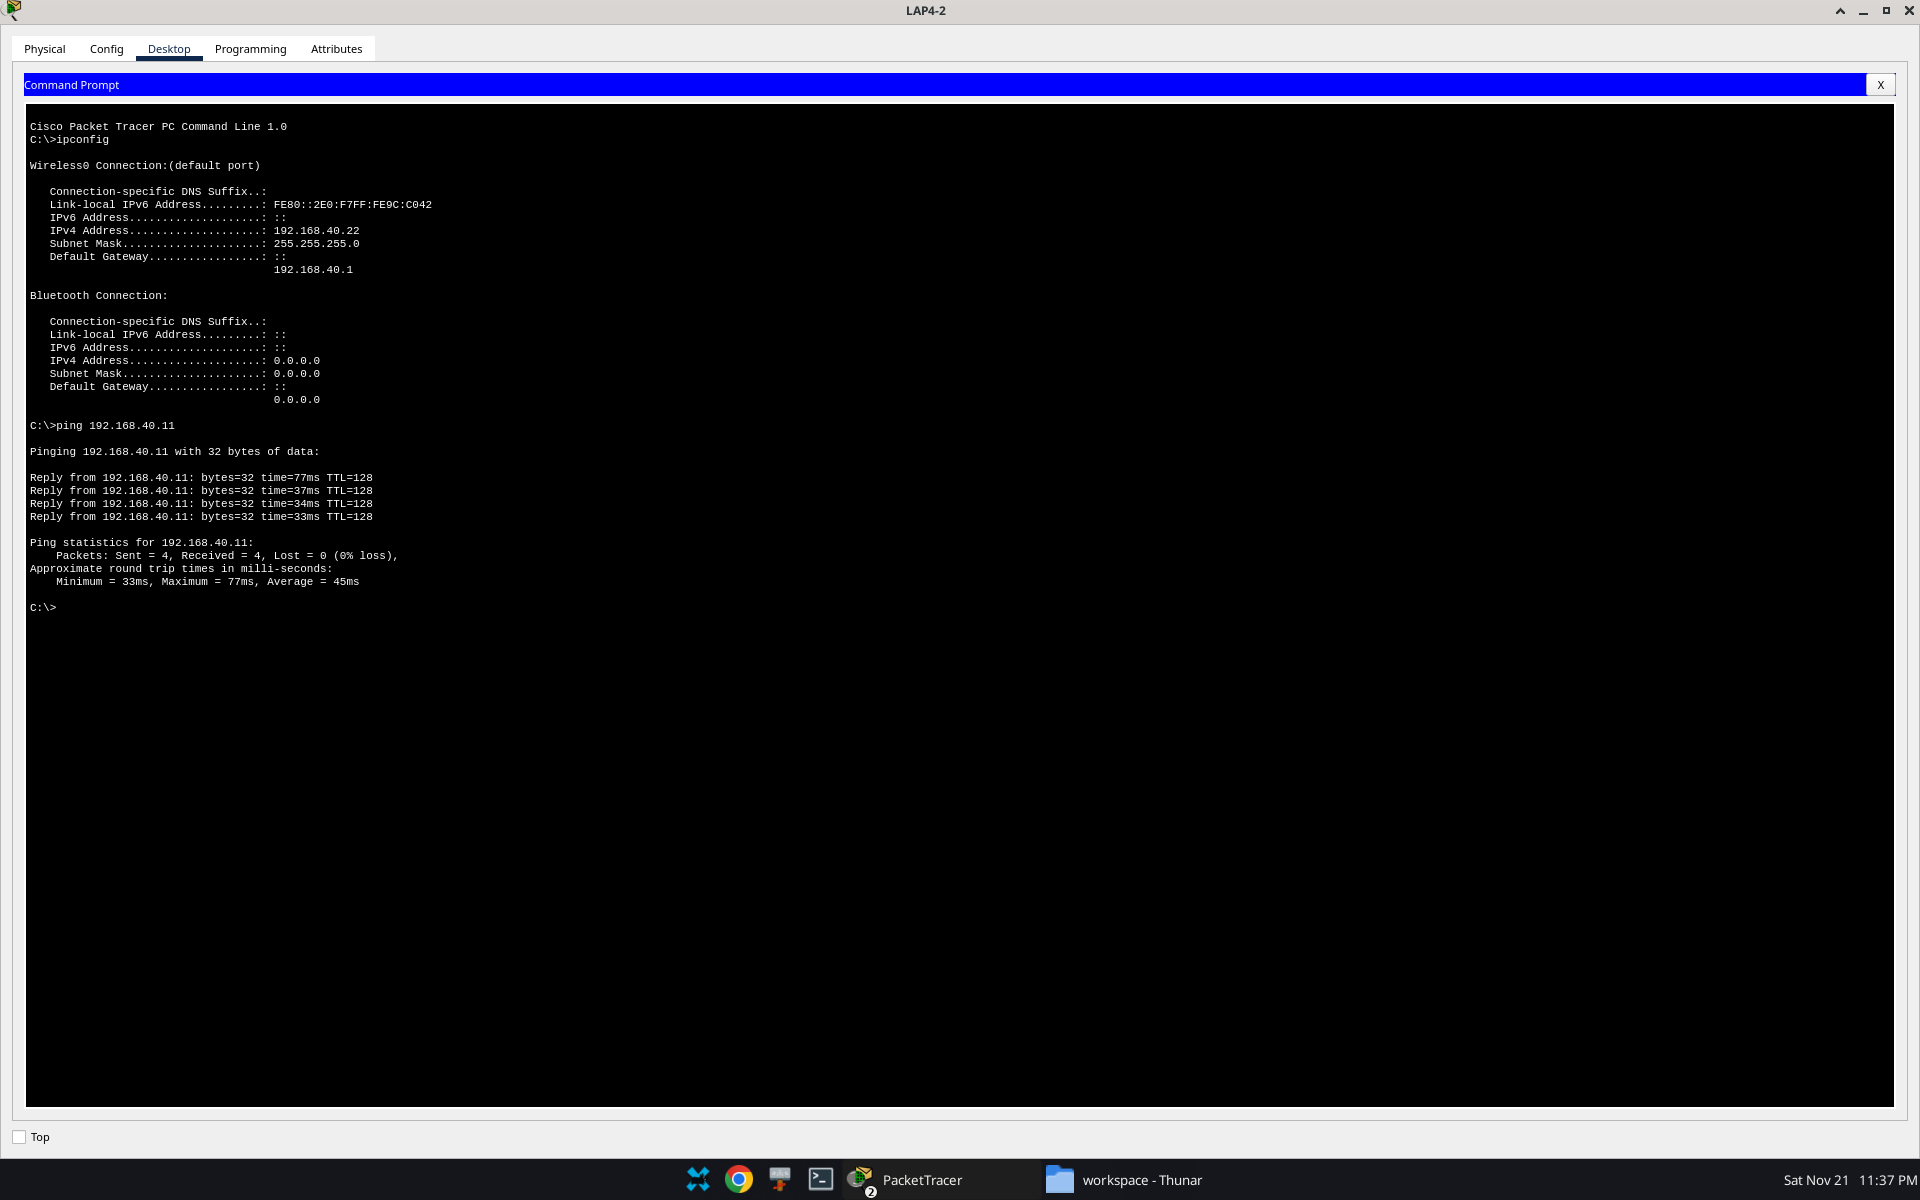 LAP4-2
Physical Config Desktop Programming Attributes
Command Prompt X
Cisco Packet Tracer PC Command Line 1.0
C:\>ipconfig
Wireless0 Connection:(default port)
Connection-specific DNS Suffix..:
Link-local IPv6 Address.........: FE80::2E0:F7FF:FE9C:C042
IPv6 Address....................: ::
IPv4 Address....................: 192.168.40.22
Subnet Mask.....................: 255.255.255.0
Default Gateway.................: ::
192.168.40.1
Bluetooth Connection:
Connection-specific DNS Suffix..:
Link-local IPv6 Address.........: ::
IPv6 Address....................: ::
IPv4 Address....................: 0.0.0.0
Subnet Mask.....................: 0.0.0.0
Default Gateway.................: ::
0.0.0.0
C:\>ping 192.168.40.11
Pinging 192.168.40.11 with 32 bytes of data:
Reply from 192.168.40.11: bytes=32 time=77ms TTL=128
Reply from 192.168.40.11: bytes=32 time=37ms TTL=128
Reply from 192.168.40.11: bytes=32 time=34ms TTL=128
Reply from 192.168.40.11: bytes=32 time=33ms TTL=128
Ping statistics for 192.168.40.11:
Packets: Sent = 4, Received = 4, Lost = 0 (0% loss),
Approximate round trip times in milli-seconds:
Minimum = 33ms, Maximum = 77ms, Average = 45ms
C:\>
Top
2 PacketTracer workspace - Thunar Sat Nov 21 11:37 PM